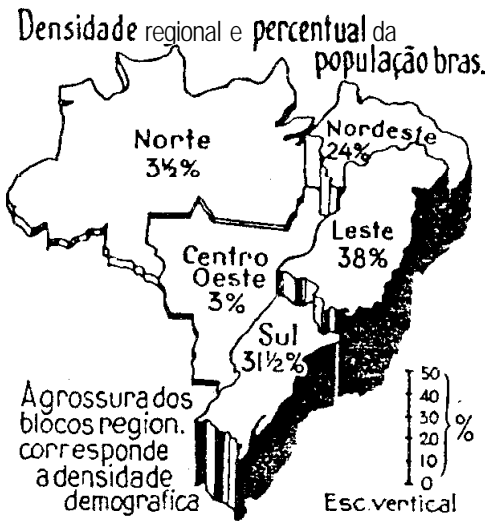 Densidade regional e percentual da
população bras.
Norte
3½%
Nordeste
24%
Leste
38%
Centro
Oeste
3%
Sul
31½%
A grossura dos
blocos region.
corresponde
a densidade
demografica
50
40
30
20
10
0
%
Esc. vertical